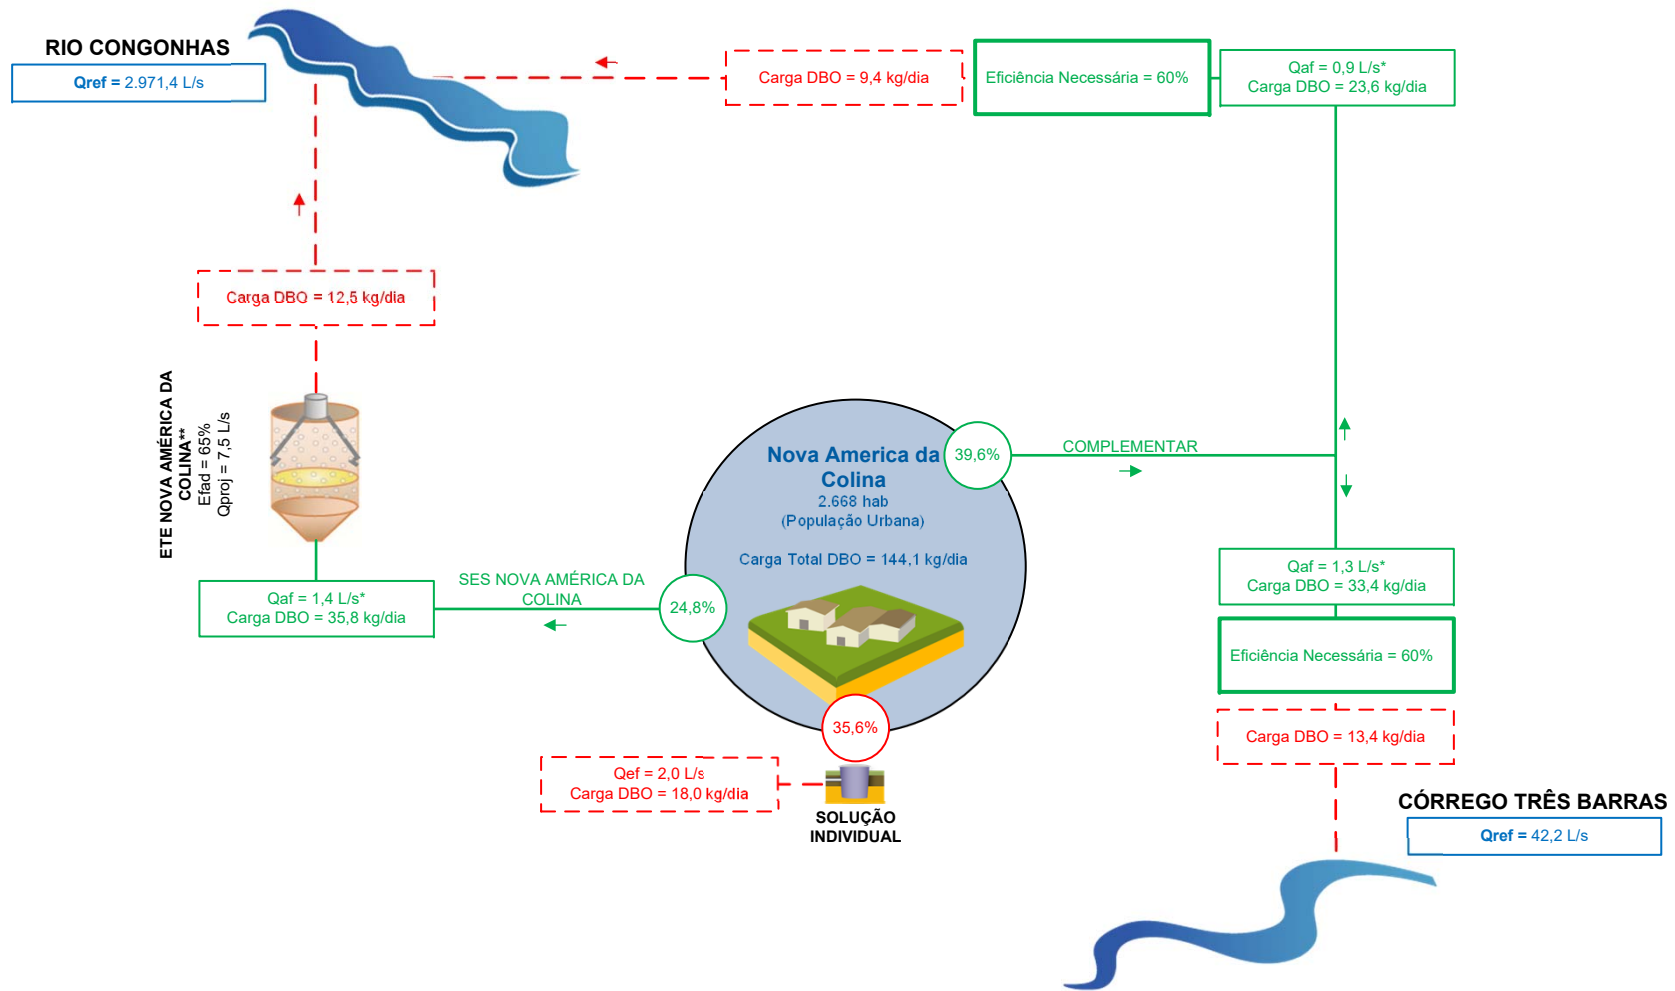 RIO CONGONHAS
Qref = 2.971,4 L/s
Carga DBO = 9,4 kg/dia
Eficiência Necessária = 60%
Qaf = 0,9 L/s*
Carga DBO = 23,6 kg/dia
Carga DBO = 12,5 kg/dia
ETE NOVA AMÉRICA DA
COLINA**
Efad = 65%
Qproj = 7,5 L/s
Qaf = 1,4 L/s*
Carga DBO = 35,8 kg/dia
SES NOVA AMÉRICA DA
COLINA
24,8%
Nova America da
Colina
2.668 hab
(População Urbana)
Carga Total DBO = 144,1 kg/dia
39,6%
COMPLEMENTAR
35,6%
Qef = 2,0 L/s
Carga DBO = 18,0 kg/dia
SOLUÇÃO
INDIVIDUAL
Qaf = 1,3 L/s*
Carga DBO = 33,4 kg/dia
Eficiência Necessária = 60%
Carga DBO = 13,4 kg/dia
CÓRREGO TRÊS BARRAS
Qref = 42,2 L/s